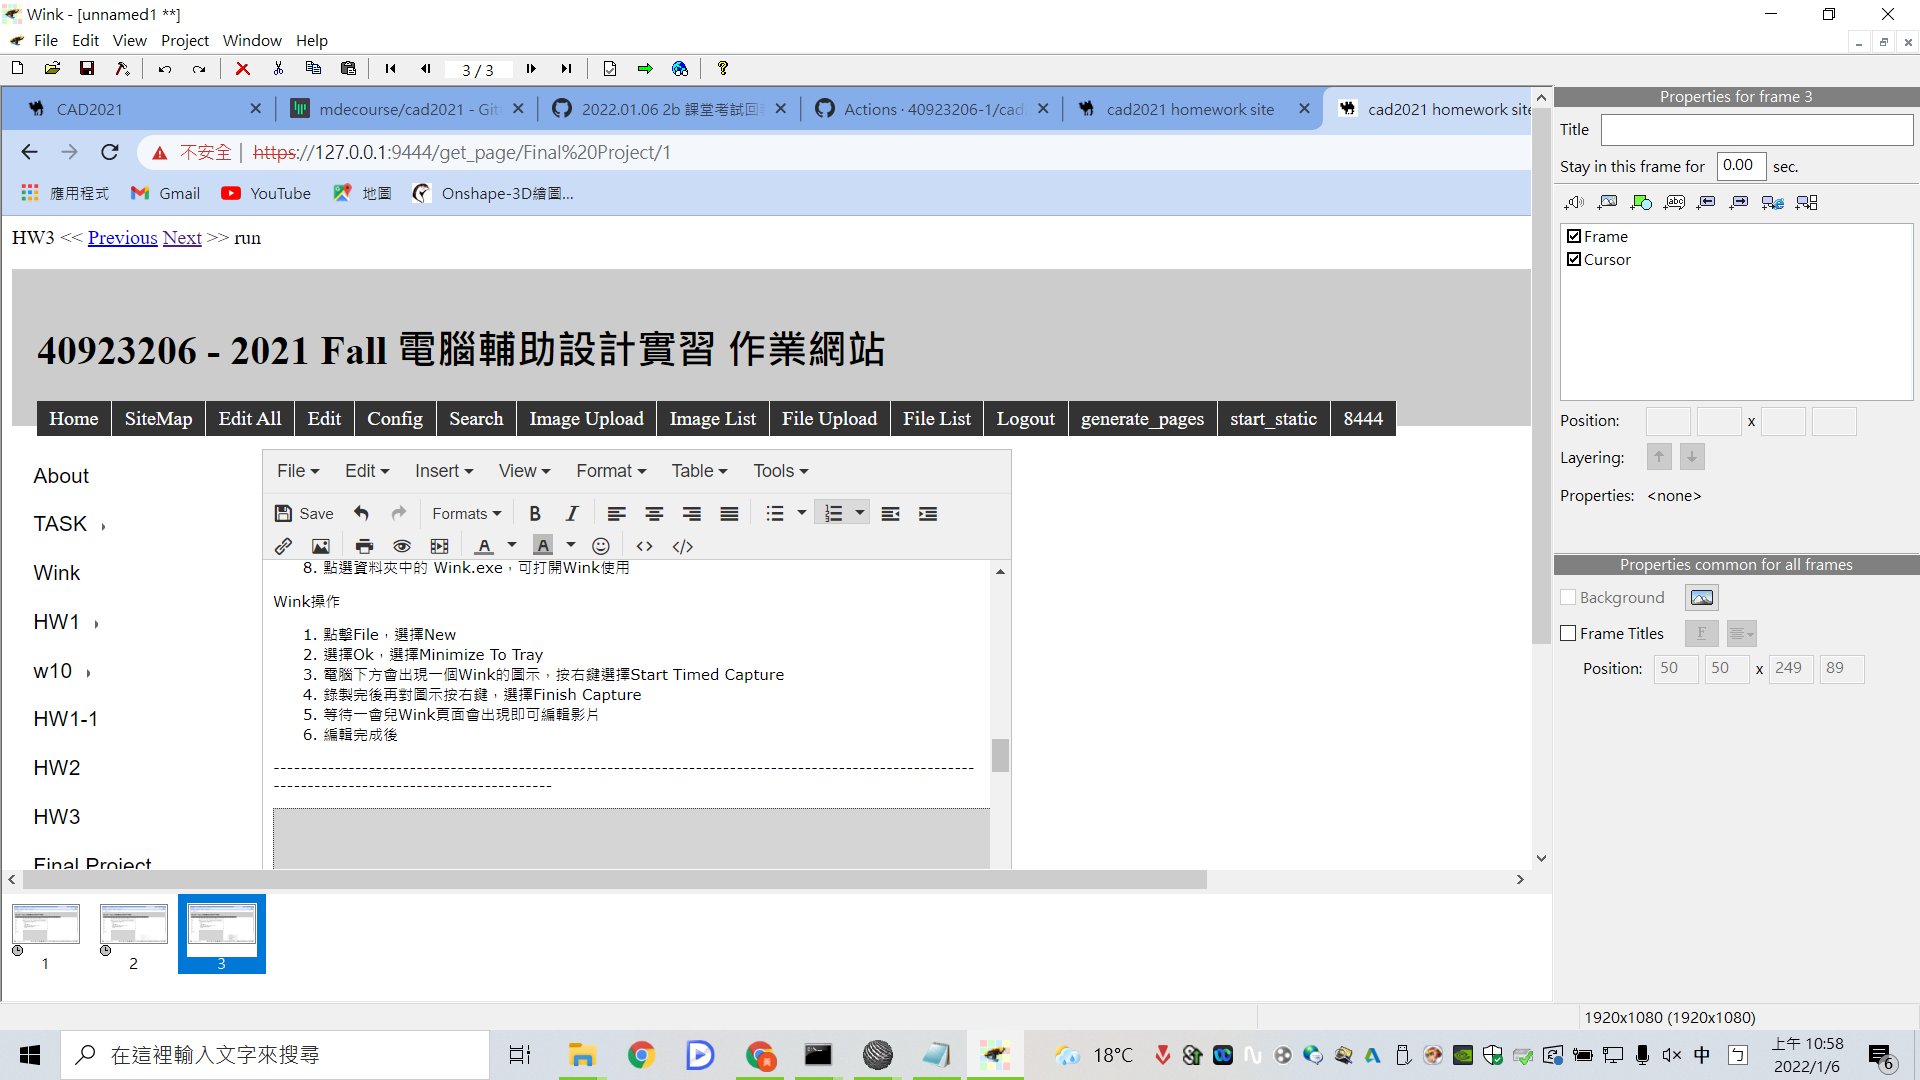 Wink - [unnamed1 **]
File Edit View Project Window Help
3 / 3
CAD2021
mdecourse/cad2021 - Git
2022.01.06 2b 課堂考試回
Actions · 40923206-1/cad
cad2021 homework site
cad2021 homework site
不安全 | https://127.0.0.1:9444/get_page/Final%20Project/1
應用程式 Gmail YouTube 地圖 Onshape-3D繪圖...
HW3 << Previous Next >> run
40923206 - 2021 Fall 電腦輔助設計實習 作業網站
Home SiteMap Edit All Edit Config Search Image Upload Image List File Upload File List Logout generate_pages start_static 8444
About
TASK
Wink
HW1
w10
HW1-1
HW2
HW3
Final Project
File Edit Insert View Format Table Tools
Save Formats B I
A A
8. 點選資料夾中的 Wink.exe，可打開Wink使用
Wink操作
1. 點擊File，選擇New
2. 選擇Ok，選擇Minimize To Tray
3. 電腦下方會出現一個Wink的圖示，按右鍵選擇Start Timed Capture
4. 錄製完後再對圖示按右鍵，選擇Finish Capture
5. 等待一會兒Wink頁面會出現即可編輯影片
6. 編輯完成後
1
2
3
Properties for frame 3
Title
Stay in this frame for 0.00 sec.
Frame
Cursor
Position: x
Layering:
Properties: <none>
Properties common for all frames
Background
Frame Titles F
Position: 50 50 x 249 89
1920x1080 (1920x1080)
在這裡輸入文字來搜尋
18°C
中
上午 10:58
2022/1/6
6